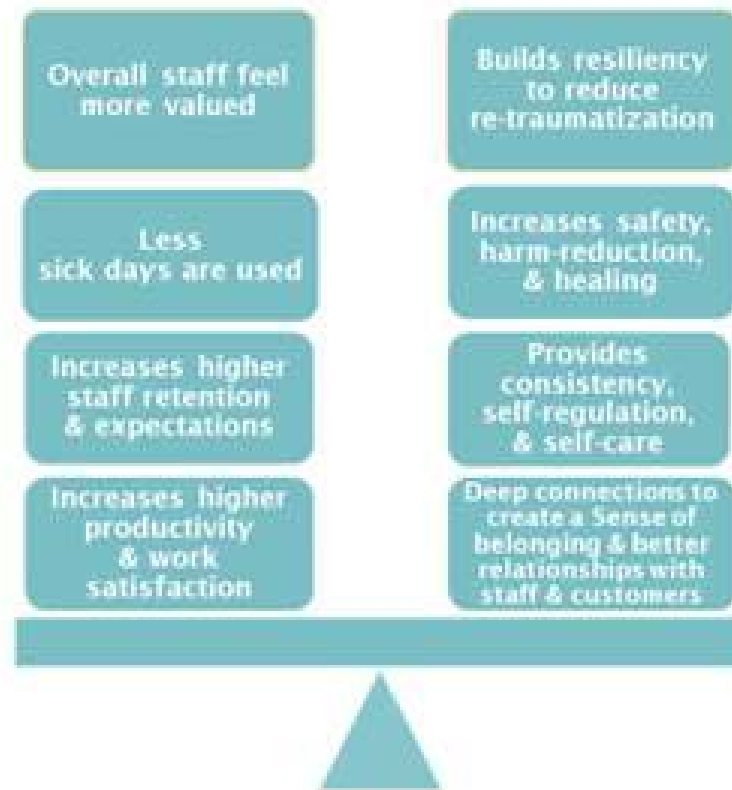 Overall staff feel
more valued
Less
sick days are used
Increases higher
staff retention
& expectations
Increases higher
productivity
& work
satisfaction
Builds resiliency
to reduce
re-traumatization
Increases safety,
harm-reduction,
& healing
Provides
consistency,
self-regulation,
& self-care
Deep connections to
create a Sense of
belonging & better
relationships with
staff & customers